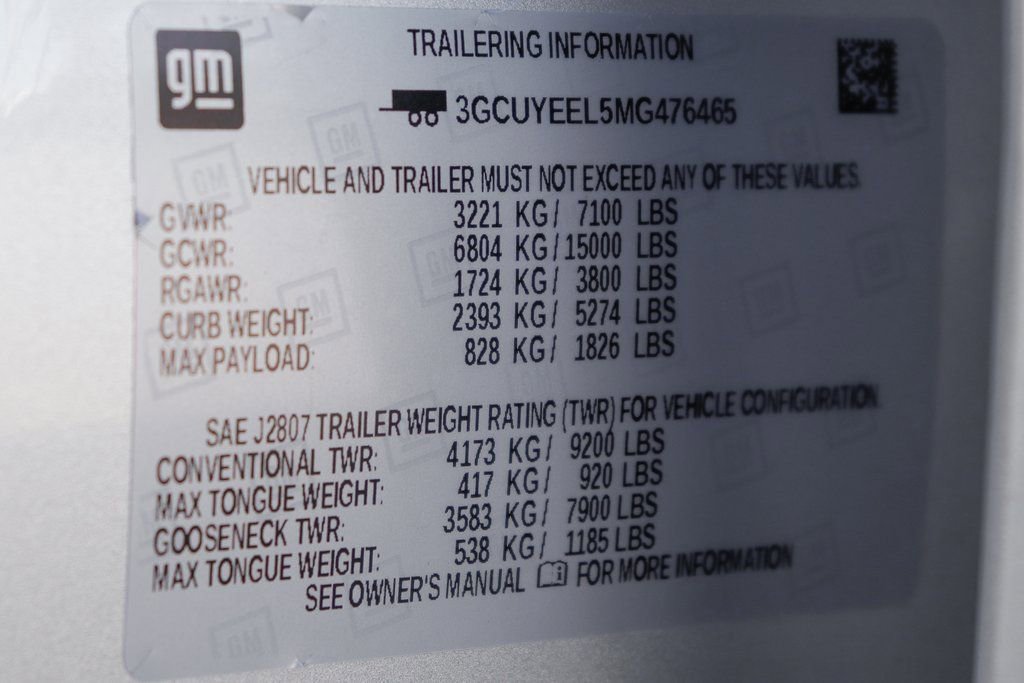 gm
TRAILERING INFORMATION
3GCUYEEL5MG476465
VEHICLE AND TRAILER MUST NOT EXCEED ANY OF THESE VALUES.
GVWR: 3221 KG/ 7100 LBS
GCWR: 6804 KG/15000 LBS
RGAWR: 1724 KG/ 3800 LBS
CURB WEIGHT: 2393 KG/ 5274 LBS
MAX PAYLOAD: 828 KG/ 1826 LBS
SAE J2807 TRAILER WEIGHT RATING (TWR) FOR VEHICLE CONFIGURATION
CONVENTIONAL TWR: 4173 KG/ 9200 LBS
MAX TONGUE WEIGHT: 417 KG/ 920 LBS
GOOSENECK TWR: 3583 KG/ 7900 LBS
MAX TONGUE WEIGHT: 538 KG/ 1185 LBS
SEE OWNER'S MANUAL FOR MORE INFORMATION